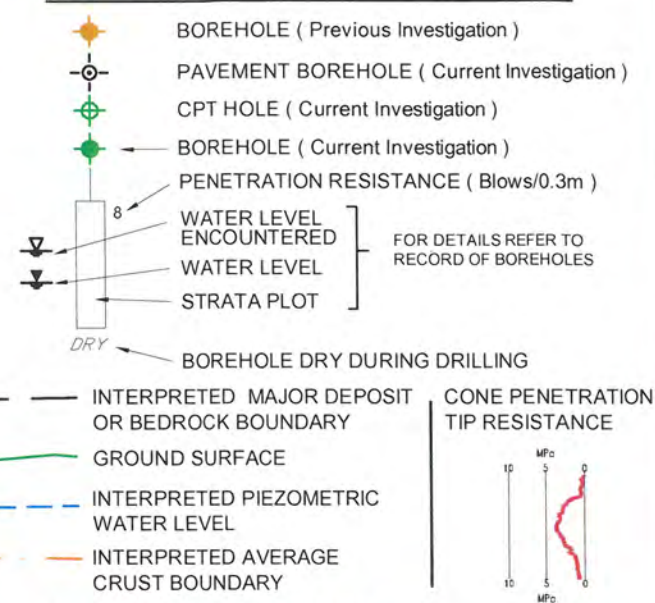 BOREHOLE ( Previous Investigation )
PAVEMENT BOREHOLE ( Current Investigation )
CPT HOLE ( Current Investigation )
BOREHOLE ( Current Investigation )
PENETRATION RESISTANCE ( Blows/0.3m )
8
WATER LEVEL
ENCOUNTERED
WATER LEVEL
STRATA PLOT
FOR DETAILS REFER TO
RECORD OF BOREHOLES
DRY
BOREHOLE DRY DURING DRILLING
INTERPRETED MAJOR DEPOSIT
OR BEDROCK BOUNDARY
GROUND SURFACE
INTERPRETED PIEZOMETRIC
WATER LEVEL
INTERPRETED AVERAGE
CRUST BOUNDARY
CONE PENETRATION
TIP RESISTANCE
MPa
10 5 0
10 5 0
MPa